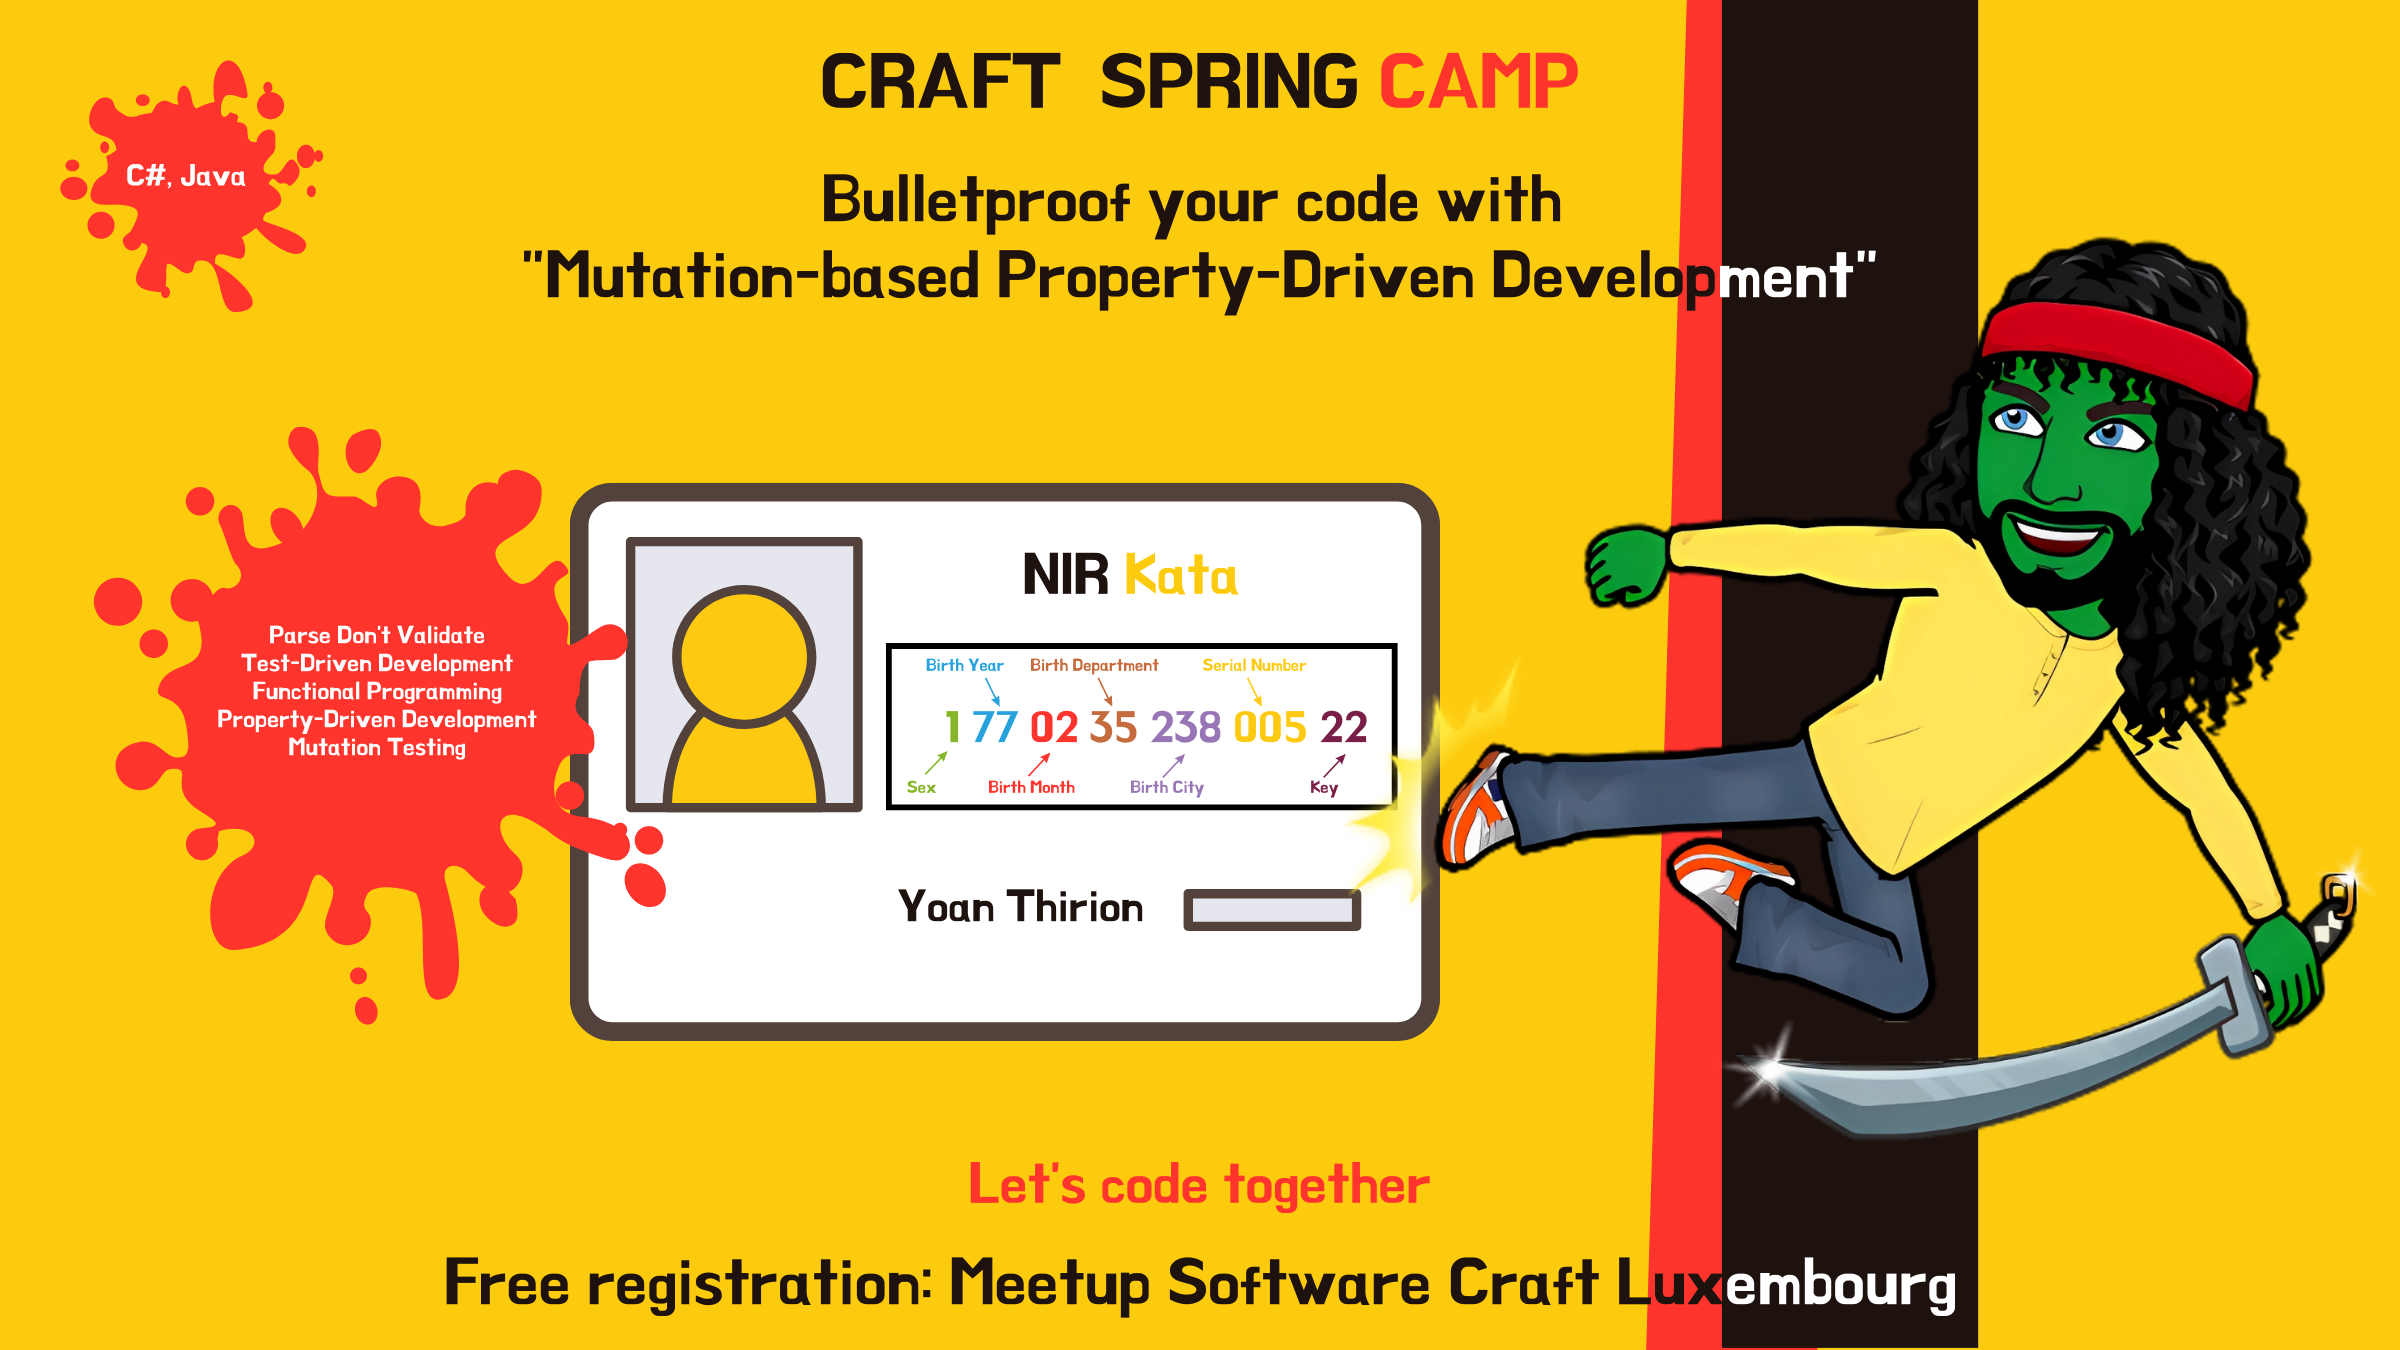 CRAFT SPRING CAMP
C#, Java
Bulletproof your code with
"Mutation-based Property-Driven Development"
Parse Don't Validate
Test-Driven Development
Functional Programming
Property-Driven Development
Mutation Testing
NIR Kata
Birth Year Birth Department Serial Number
1 77 02 35 238 005 22
Sex Birth Month Birth City Key
Yoan Thirion
Let's code together
Free registration: Meetup Software Craft Luxembourg